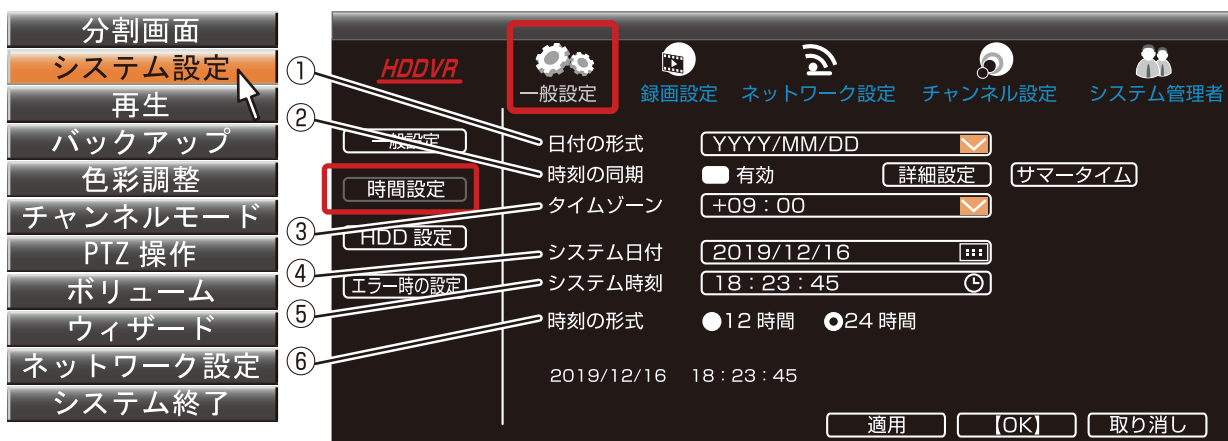 分割画面
システム設定
再生
バックアップ
色彩調整
チャンネルモード
PTZ 操作
ボリューム
ウィザード
ネットワーク設定
システム終了
①
②
③
④
⑤
⑥
HDDVR
一般設定
録画設定
ネットワーク設定
チャンネル設定
システム管理者
一般設定
時間設定
HDD 設定
エラー時の設定
日付の形式 YYYY/MM/DD
時刻の同期 有効 詳細設定 サマータイム
タイムゾーン +09：00
システム日付 2019/12/16
システム時刻 18：23：45
時刻の形式 12 時間 24 時間
2019/12/16 18：23：45
適用 【OK】 取り消し